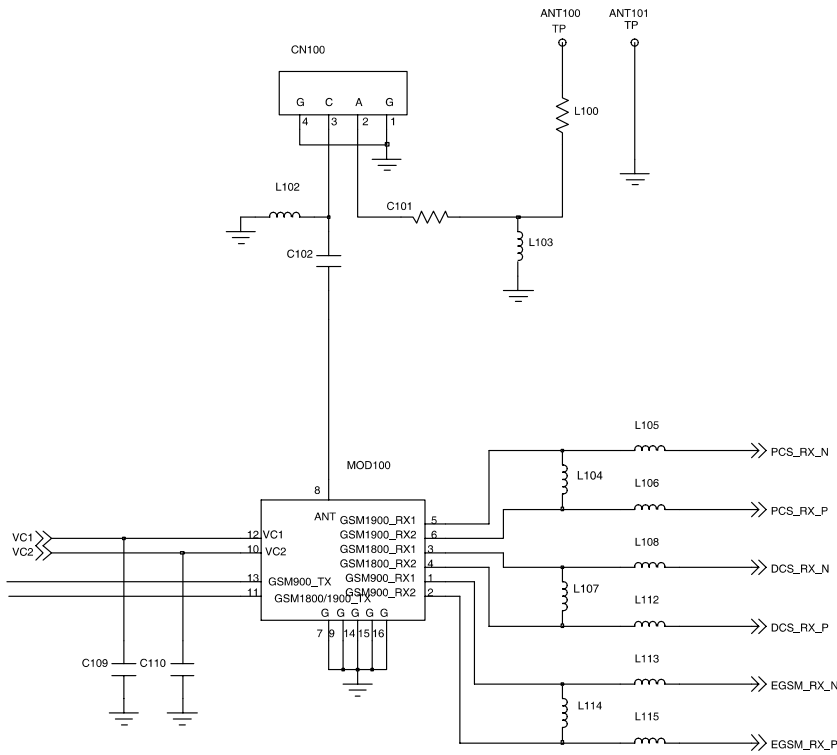 ANT100 ANT101
TP TP
CN100
G C A G
4 3 2 1
L100
L102
C101
L103
C102
L105
PCS_RX_N
MOD100
L104
L106
8
PCS_RX_P
ANT
GSM1900_RX1 5
VC1 12 VC1 GSM1900_RX2 6
L108
VC2 10 VC2 GSM1800_RX1 3
GSM1800_RX2 4
DCS_RX_N
13 GSM900_TX GSM900_RX1 1
L107
11 GSM1800/1900_TX GSM900_RX2 2
L112
G G G G G
7 9 14 15 16
DCS_RX_P
C109 C110
L113
EGSM_RX_N
L114
L115
EGSM_RX_P